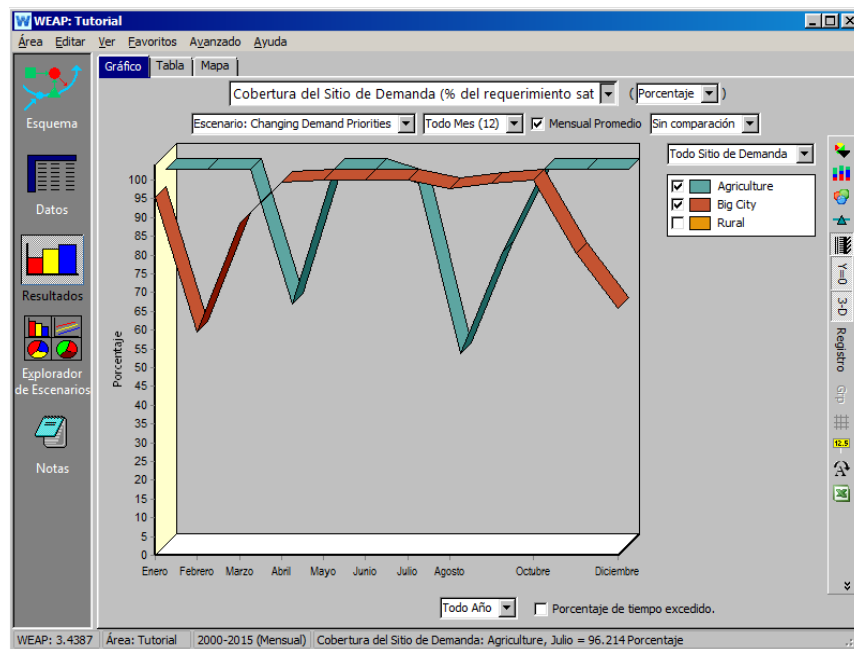 WEAP: Tutorial
Área Editar Ver Favoritos Avanzado Ayuda
Gráfico Tabla Mapa
Cobertura del Sitio de Demanda (% del requerimiento sat
(Porcentaje)
Escenario: Changing Demand Priorities
Todo Mes (12)
Mensual Promedio
Sin comparación
Todo Sitio de Demanda
Agriculture
Big City
Rural
Esquema
Datos
Resultados
Explorador
de Escenarios
Notas
Porcentaje
100
95
90
85
80
75
70
65
60
55
50
45
40
35
30
25
20
15
10
5
0
Enero Febrero Marzo Abril Mayo Junio Julio Agosto Octubre Diciembre
Y=0
3-D
Registro
12.5
Todo Año
Porcentaje de tiempo excedido.
WEAP: 3.4387 Área: Tutorial 2000-2015 (Mensual) Cobertura del Sitio de Demanda: Agriculture, Julio = 96.214 Porcentaje